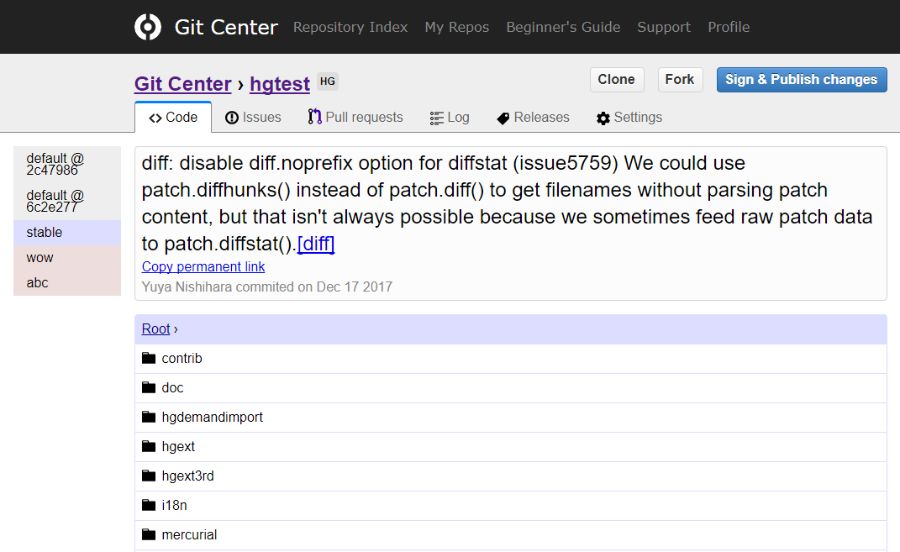 Git Center Repository Index My Repos Beginner's Guide Support Profile
Git Center › hgtest HG Clone Fork Sign & Publish changes
<> Code Issues Pull requests Log Releases Settings
default @
2c47986
default @
6c2e277
stable
wow
abc
diff: disable diff.noprefix option for diffstat (issue5759) We could use
patch.diffhunks() instead of patch.diff() to get filenames without parsing patch
content, but that isn't always possible because we sometimes feed raw patch data
to patch.diffstat().[diff]
Copy permanent link
Yuya Nishihara commited on Dec 17 2017
Root ›
contrib
doc
hgdemandimport
hgext
hgext3rd
i18n
mercurial